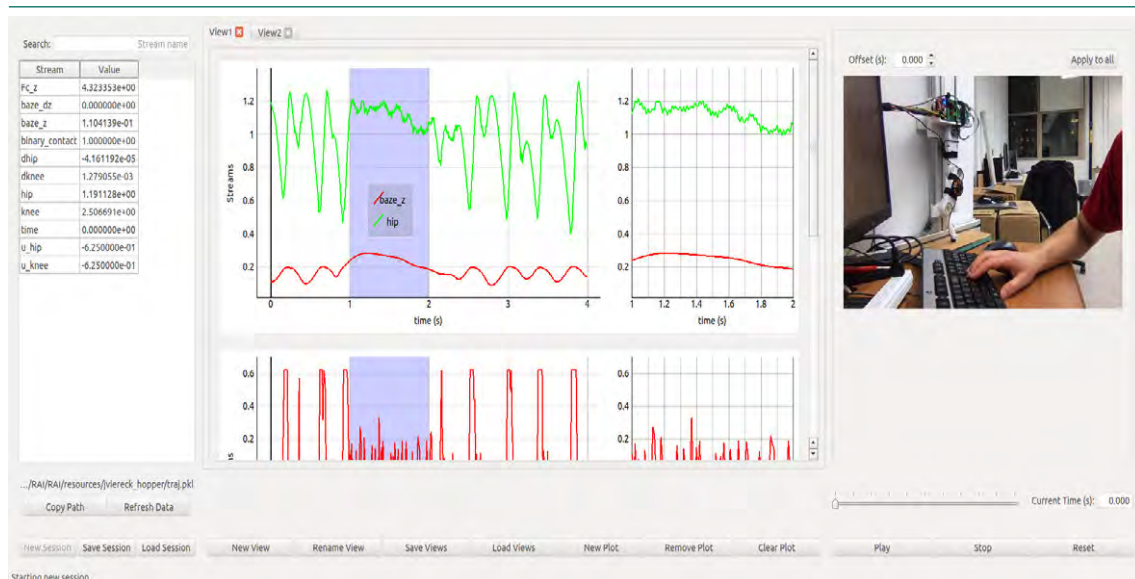 View1 View2
Search: Stream name
Offset (s): 0.000 Apply to all
Stream Value
Fc_z 4.323353e+00
baze_dz 0.000000e+00
baze_z 1.104139e-01
binary_contact 1.000000e+00
dhip -4.161192e-05
dknee 1.279055e-03
hip 1.191128e+00
knee 2.506691e+00
time 0.000000e+00
u_hip -6.250000e-01
u_knee -6.250000e-01
Streams
1.2
1
0.8
0.6
0.4
0.2
baze_z
hip
0 1 2 3 4
time (s)
1.2
1
0.8
0.6
0.4
0.2
1 1.2 1.4 1.6 1.8 2
time (s)
0.6
0.4
0.2
0.6
0.4
0.2
.../RAI/RAI/resources/jviereck_hopper/traj.pkl
Copy Path Refresh Data
Current Time (s): 0.000
New Session Save Session Load Session New View Rename View Save Views Load Views New Plot Remove Plot Clear Plot Play Stop Reset
Starting new session